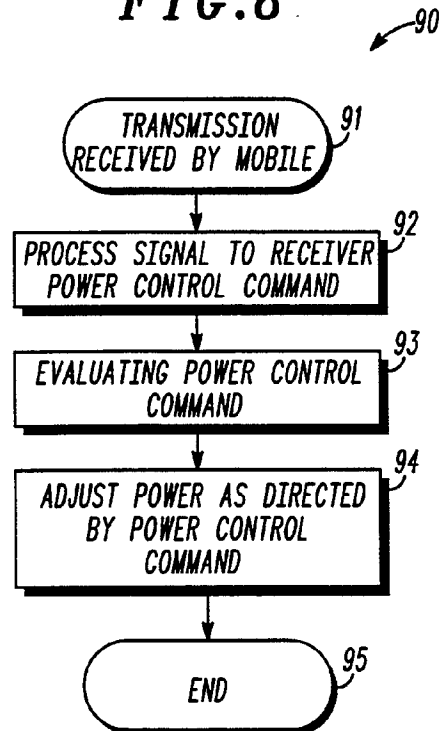 FIG.8
90
TRANSMISSION
RECEIVED BY MOBILE
91
PROCESS SIGNAL TO RECEIVER
POWER CONTROL COMMAND
92
EVALUATING POWER CONTROL
COMMAND
93
ADJUST POWER AS DIRECTED
BY POWER CONTROL
COMMAND
94
END
95